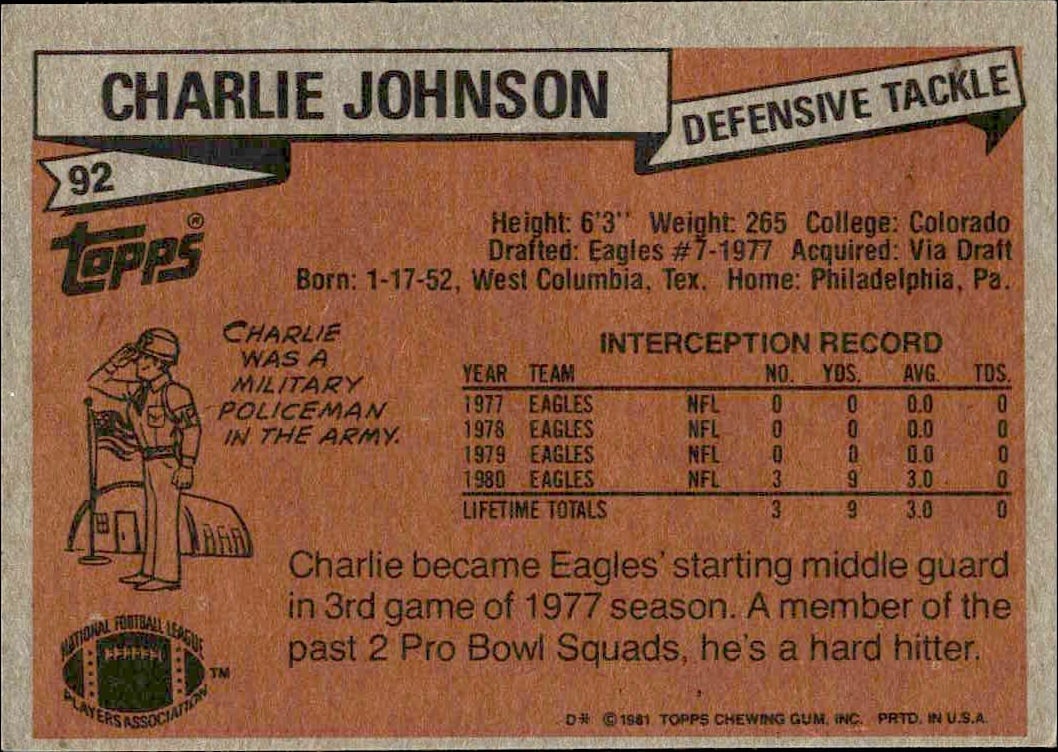 CHARLIE JOHNSON
DEFENSIVE TACKLE
92
Topps®
Height: 6'3'' Weight: 265 College: Colorado
Drafted: Eagles #7-1977 Acquired: Via Draft
Born: 1-17-52, West Columbia, Tex. Home: Philadelphia, Pa.
CHARLIE
WAS A
MILITARY
POLICEMAN
IN THE ARMY.
INTERCEPTION RECORD
YEAR TEAM NO. YDS. AVG. TDS.
1977 EAGLES NFL 0 0 0.0 0
1978 EAGLES NFL 0 0 0.0 0
1979 EAGLES NFL 0 0 0.0 0
1980 EAGLES NFL 3 9 3.0 0
LIFETIME TOTALS 3 9 3.0 0
Charlie became Eagles' starting middle guard
in 3rd game of 1977 season. A member of the
past 2 Pro Bowl Squads, he's a hard hitter.
NATIONAL FOOTBALL LEAGUE
PLAYERS ASSOCIATION
TM
D* © 1981 TOPPS CHEWING GUM, INC. PRTD. IN U.S.A.